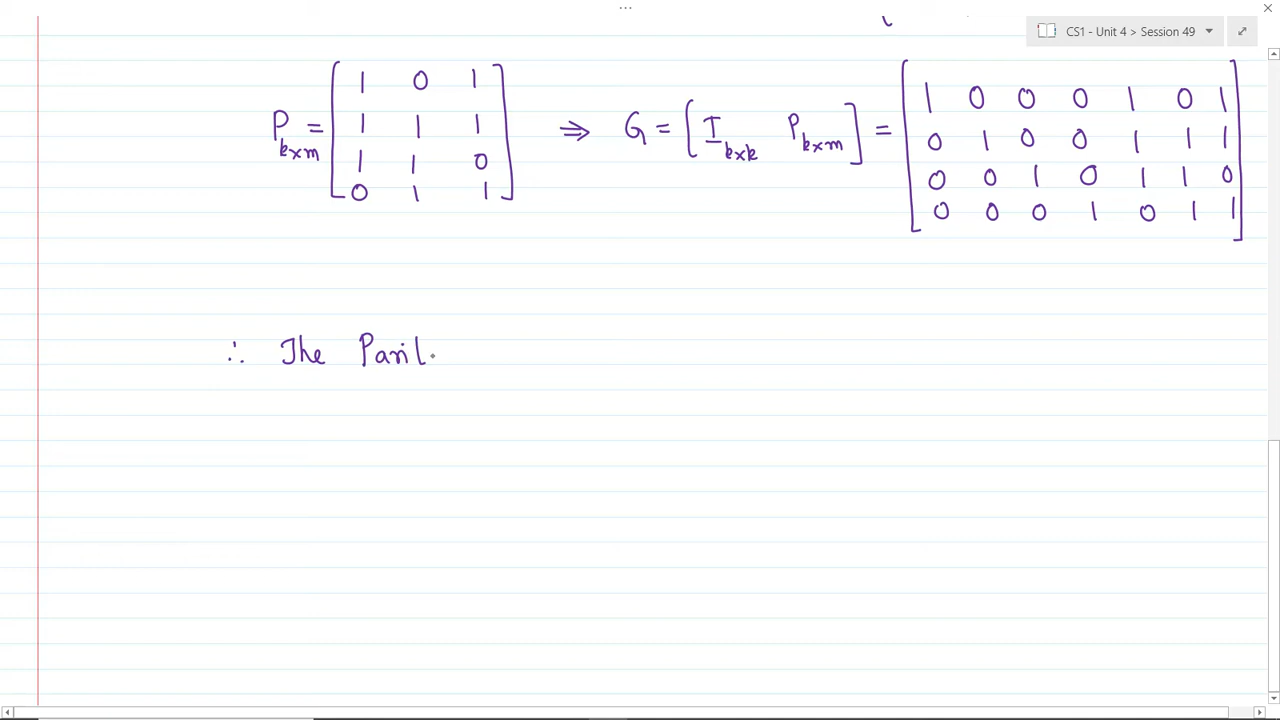 CS1 - Unit 4 > Session 49
P k×m = [ 1 0 1
1 1 1
1 1 0
0 1 1 ]
⇒ G = [ I k×k P k×m ] = [ 1 0 0 0 1 0 1
0 1 0 0 1 1 1
0 0 1 0 1 1 0
0 0 0 1 0 1 1 ]
∴ The Parit